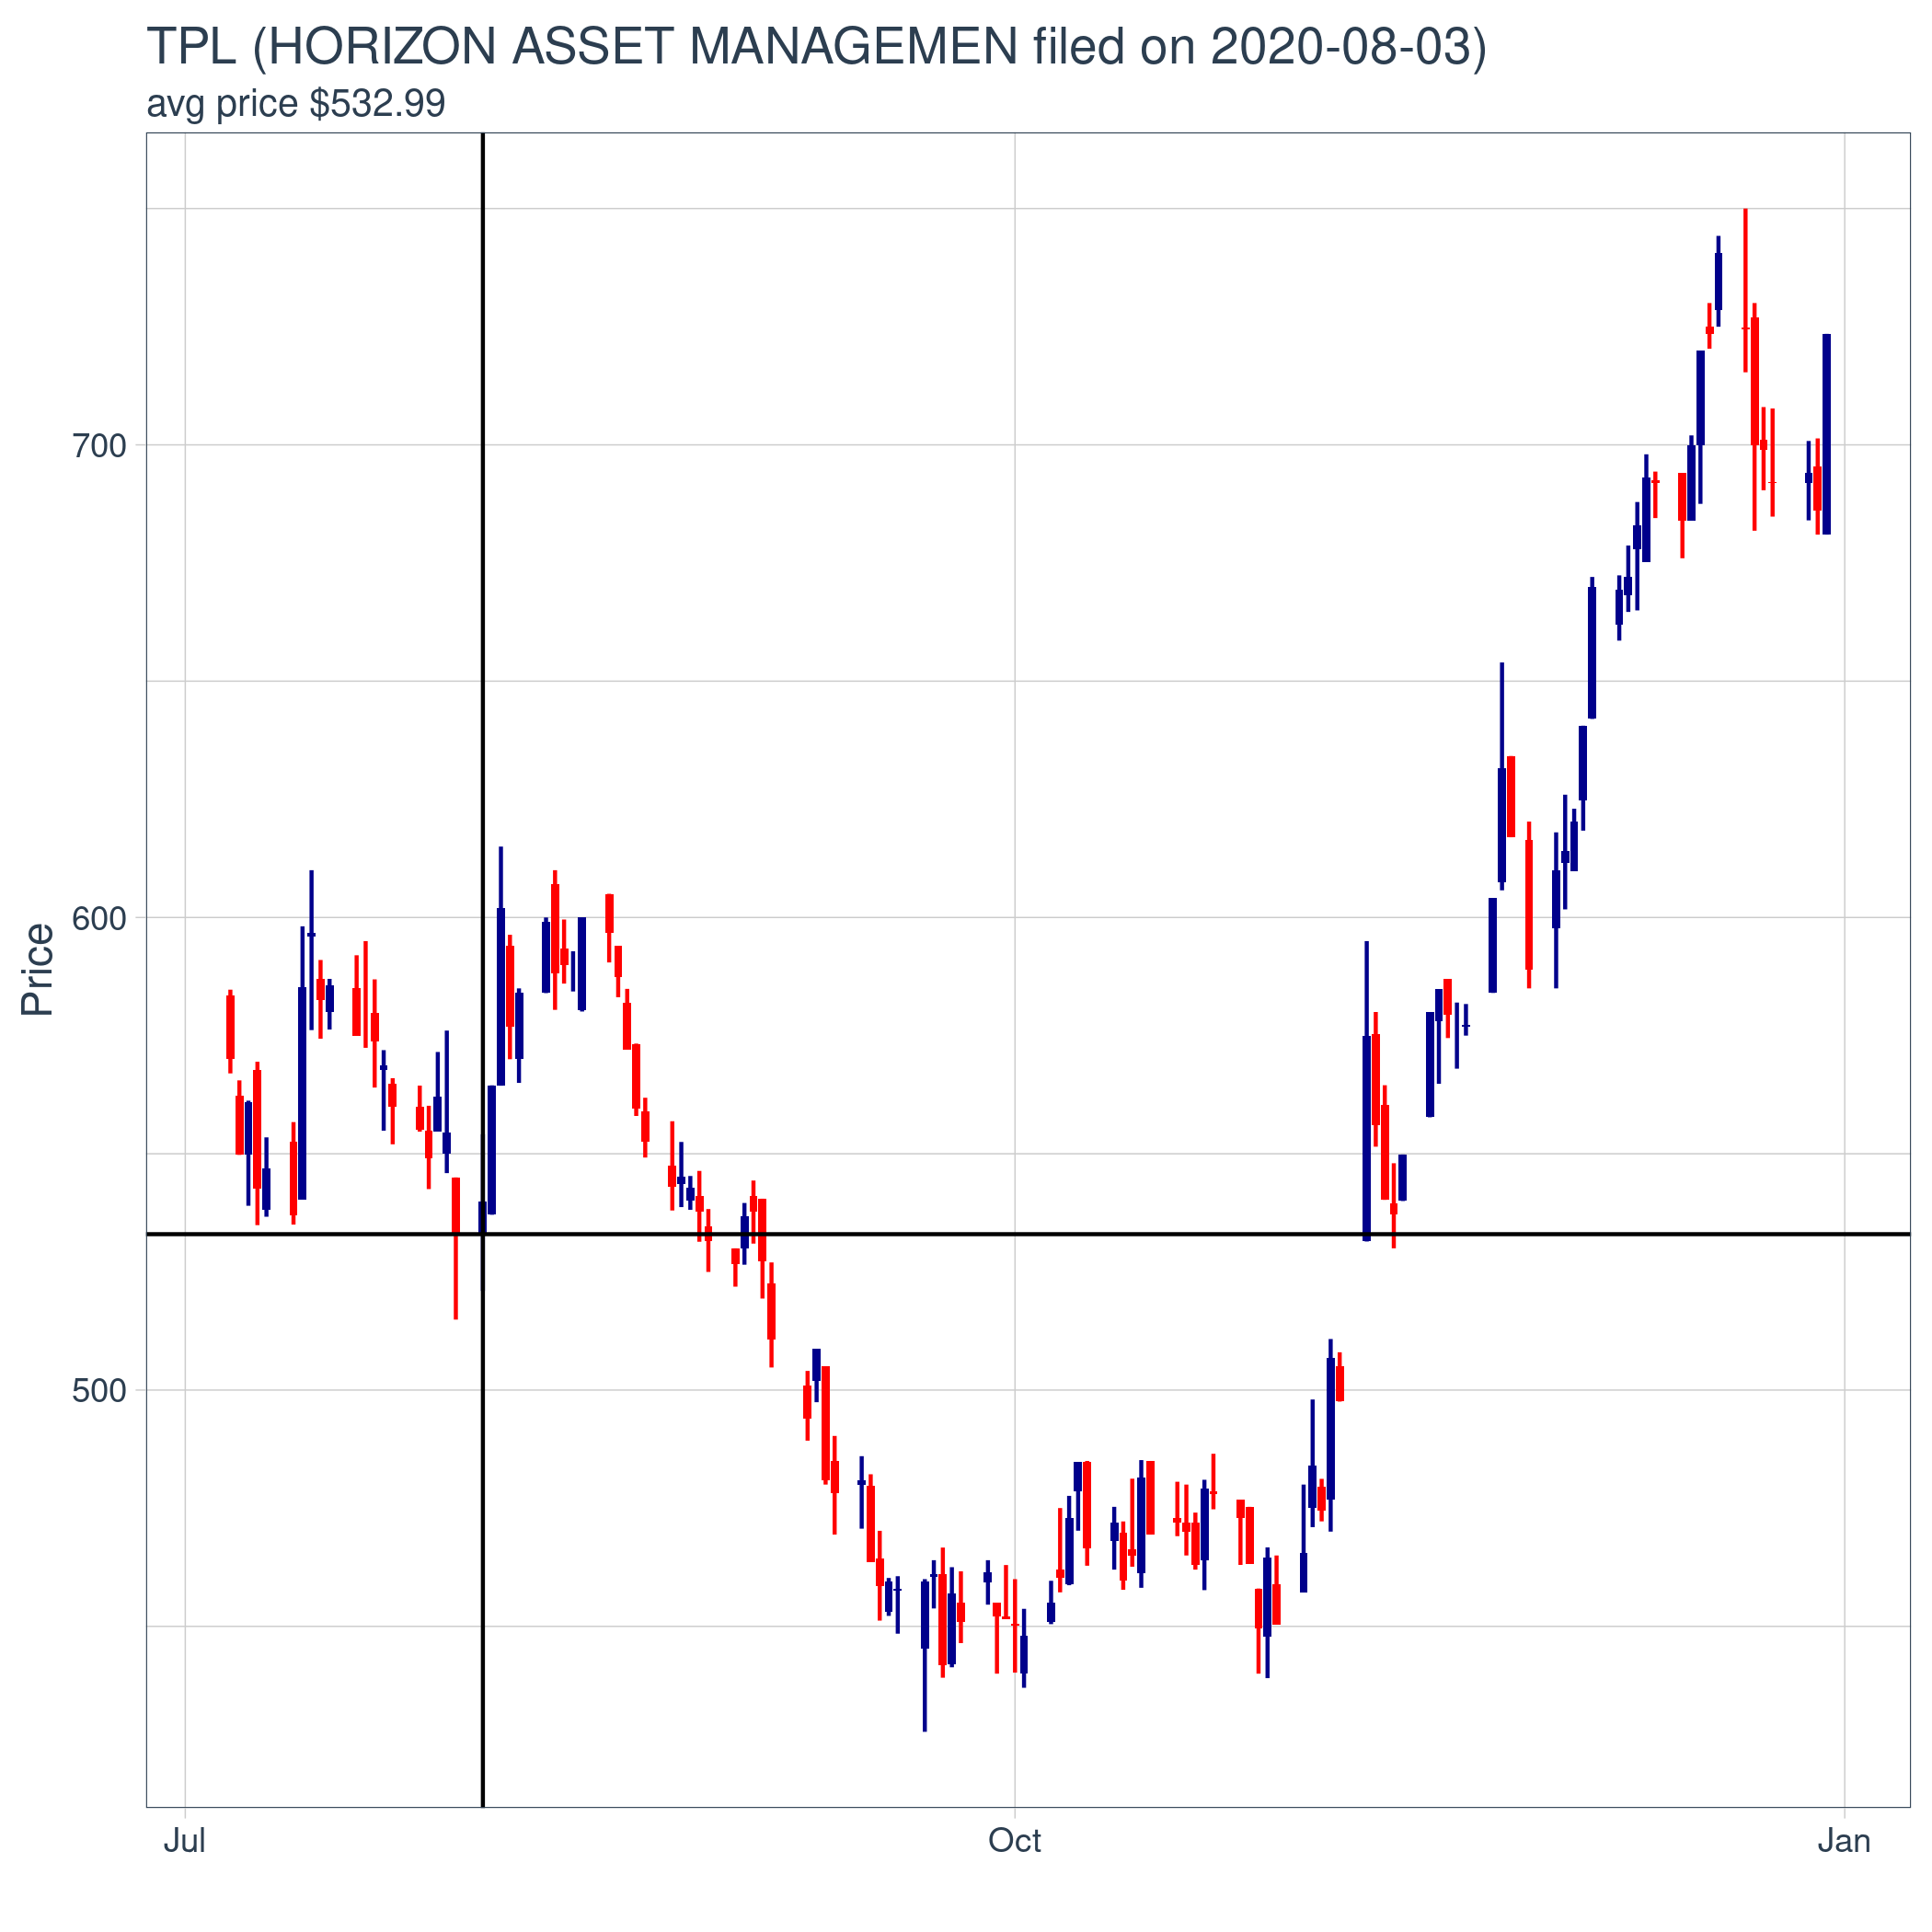 TPL (HORIZON ASSET MANAGEMEN filed on 2020-08-03)
avg price $532.99
700
600
500
Price
Jul
Oct
Jan